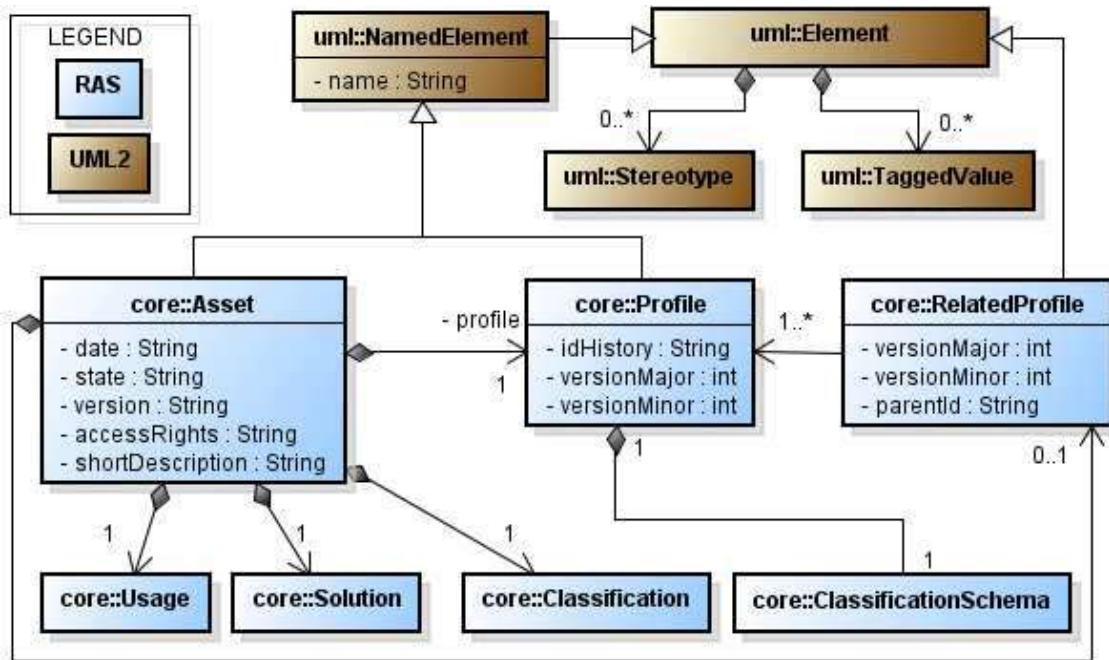 LEGEND
RAS
UML2
uml::NamedElement
- name : String
uml::Element
0..*
0..*
uml::Stereotype
uml::TaggedValue
core::Asset
- date : String
- state : String
- version : String
- accessRights : String
- shortDescription : String
- profile
1
core::Profile
- idHistory : String
- versionMajor : int
- versionMinor : int
1..*
core::RelatedProfile
- versionMajor : int
- versionMinor : int
- parentId : String
1
0..1
1
1
1
1
core::Usage
core::Solution
core::Classification
core::ClassificationSchema